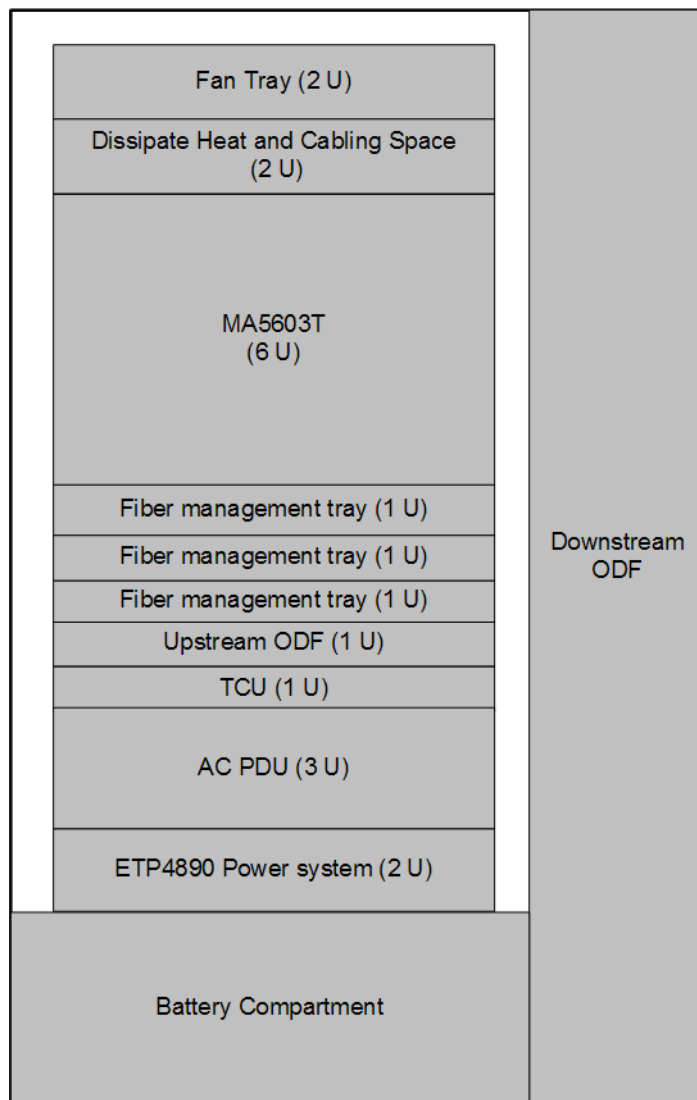 Fan Tray (2 U)
Dissipate Heat and Cabling Space
(2 U)
MA5603T
(6 U)
Fiber management tray (1 U)
Fiber management tray (1 U)
Fiber management tray (1 U)
Upstream ODF (1 U)
TCU (1 U)
AC PDU (3 U)
ETP4890 Power system (2 U)
Battery Compartment
Downstream
ODF